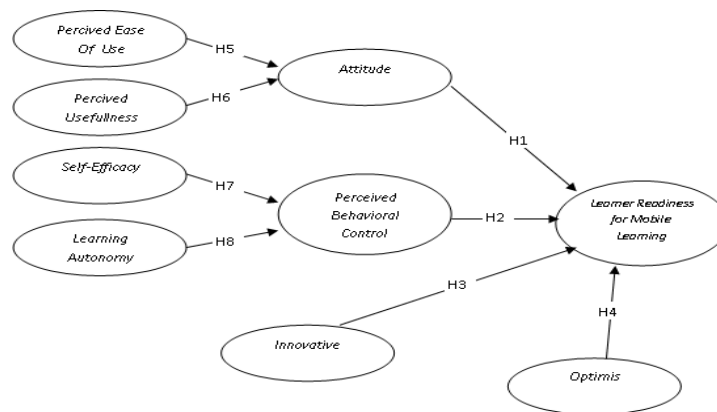 Percived Ease
Of Use
H5
Attitude
Percived
Usefullness
H6
H1
Self-Efficacy
H7
Perceived
Behavioral
Control
H2
Learner Readiness
for Mobile
Learning
Learning
Autonomy
H8
H3
H4
Innovative
Optimis